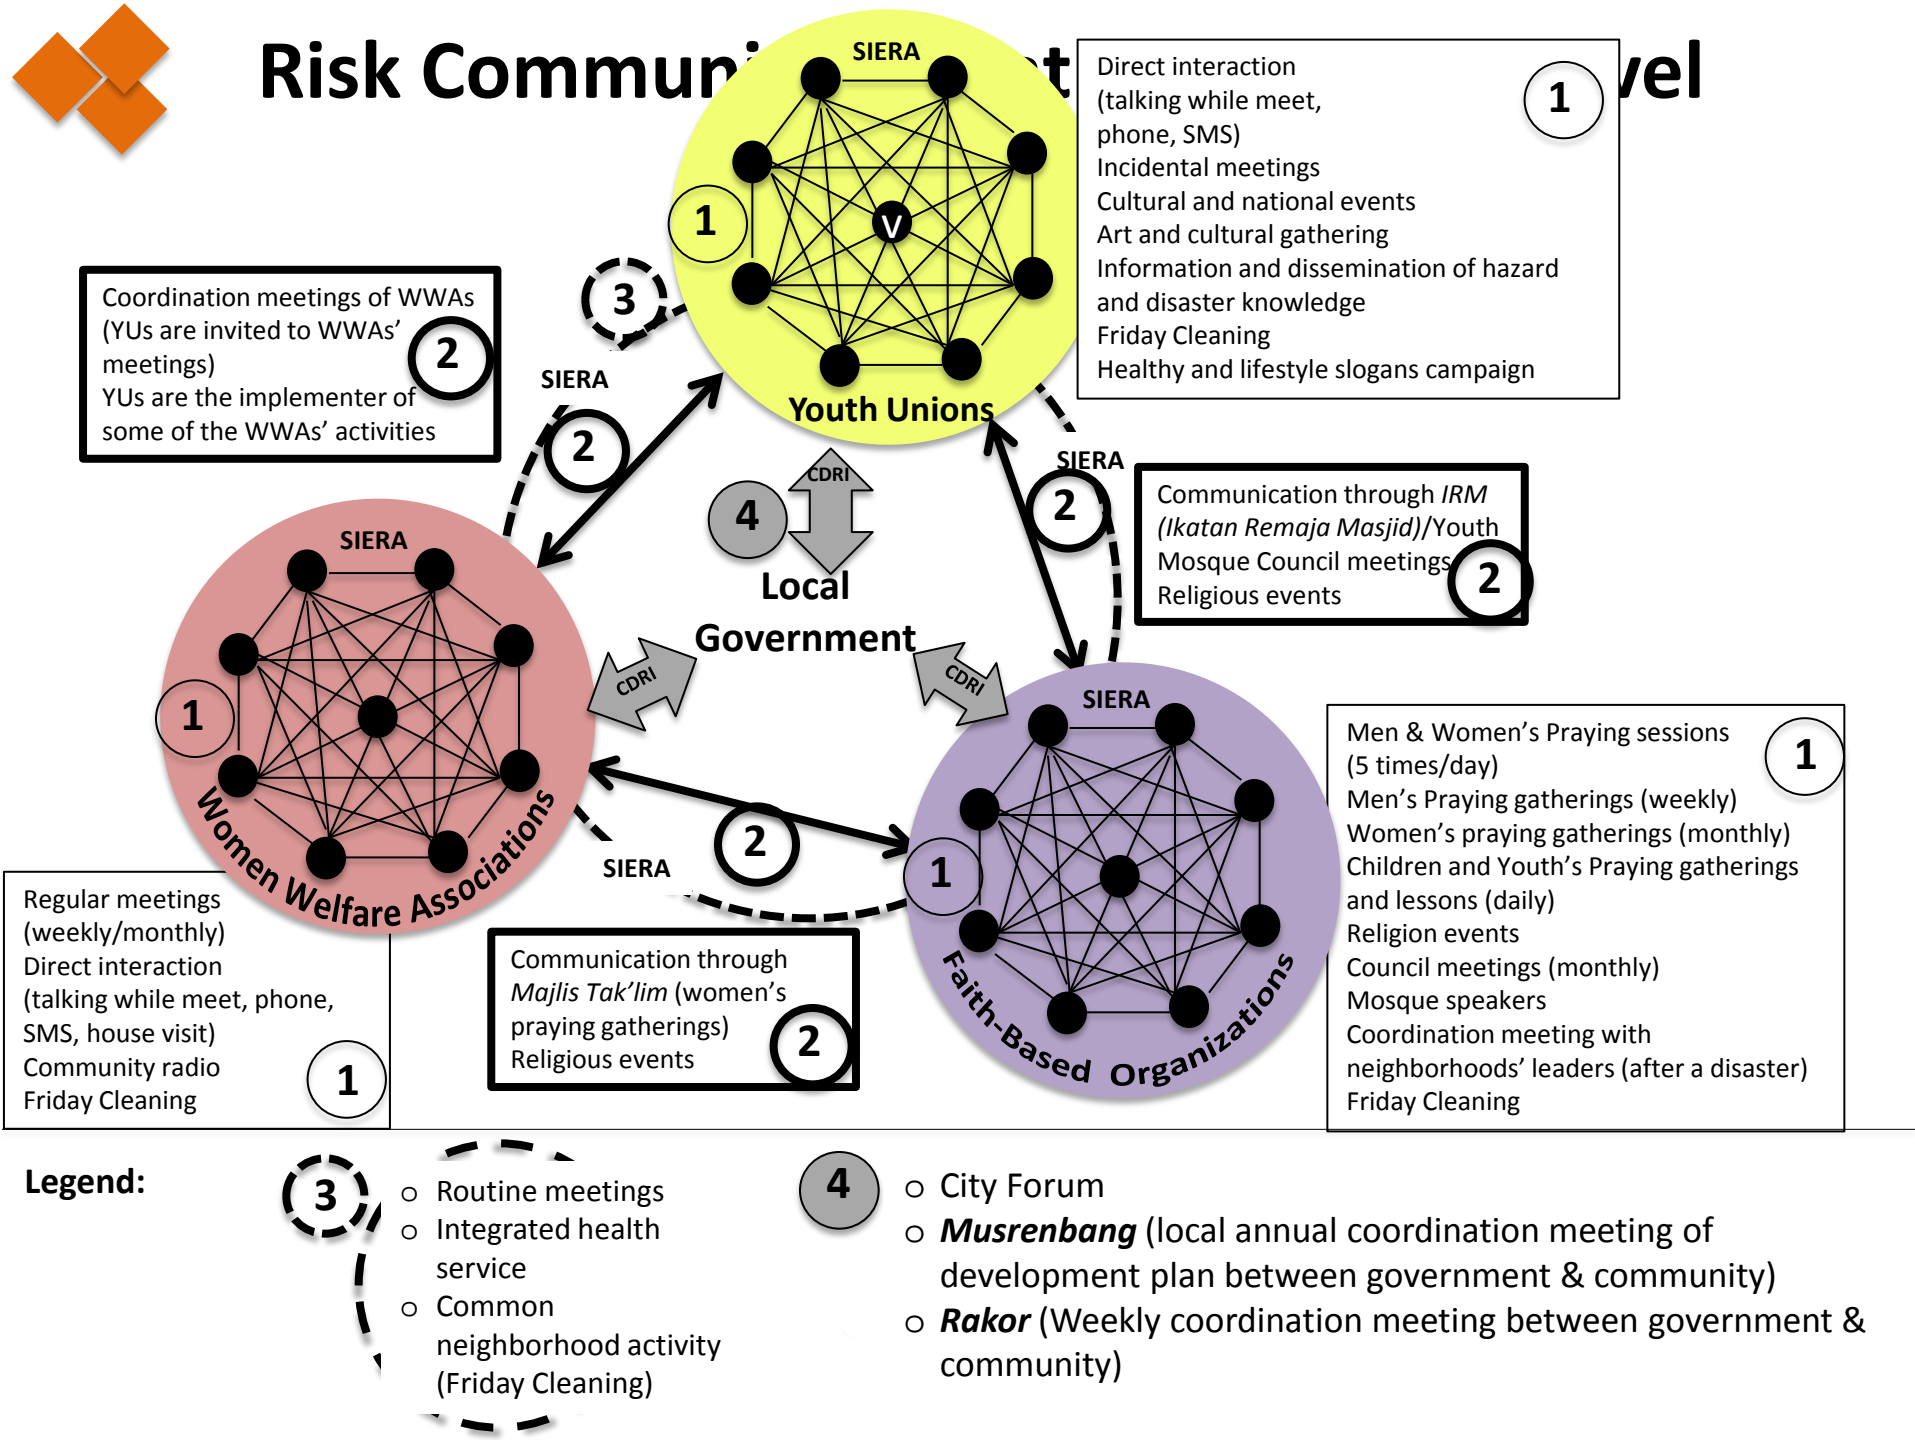 Risk Commun
vel
SIERA
Direct interaction
(talking while meet,
phone, SMS)
Incidental meetings
Cultural and national events
Art and cultural gathering
Information and dissemination of hazard
and disaster knowledge
Friday Cleaning
Healthy and lifestyle slogans campaign
1
1
V
Youth Unions
3
Coordination meetings of WWAs
(YUs are invited to WWAs’
meetings)
YUs are the implementer of
some of the WWAs’ activities
2
SIERA
2
CDRI
4
Local
Government
SIERA
2
Communication through IRM
(Ikatan Remaja Masjid)/Youth
Mosque Council meetings
Religious events
2
SIERA
1
Women Welfare Associations
CDRI
CDRI
SIERA
1
Faith-Based Organizations
2
SIERA
Men & Women’s Praying sessions
(5 times/day)
Men’s Praying gatherings (weekly)
Women’s praying gatherings (monthly)
Children and Youth’s Praying gatherings
and lessons (daily)
Religion events
Council meetings (monthly)
Mosque speakers
Coordination meeting with
neighborhoods’ leaders (after a disaster)
Friday Cleaning
1
Regular meetings
(weekly/monthly)
Direct interaction
(talking while meet, phone,
SMS, house visit)
Community radio
Friday Cleaning
1
Communication through
Majlis Tak’lim (women’s
praying gatherings)
Religious events
2
Legend:
3
o Routine meetings
o Integrated health
service
o Common
neighborhood activity
(Friday Cleaning)
4
o City Forum
o Musrenbang (local annual coordination meeting of
development plan between government & community)
o Rakor (Weekly coordination meeting between government &
community)